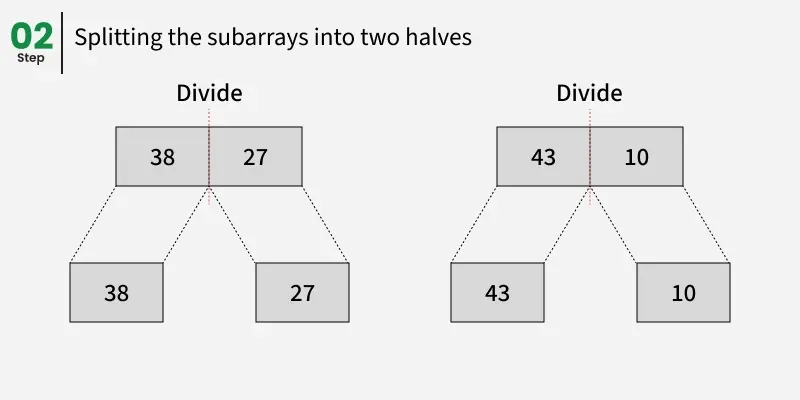 02
Step
Splitting the subarrays into two halves
Divide
Divide
38 27
43 10
38
27
43
10